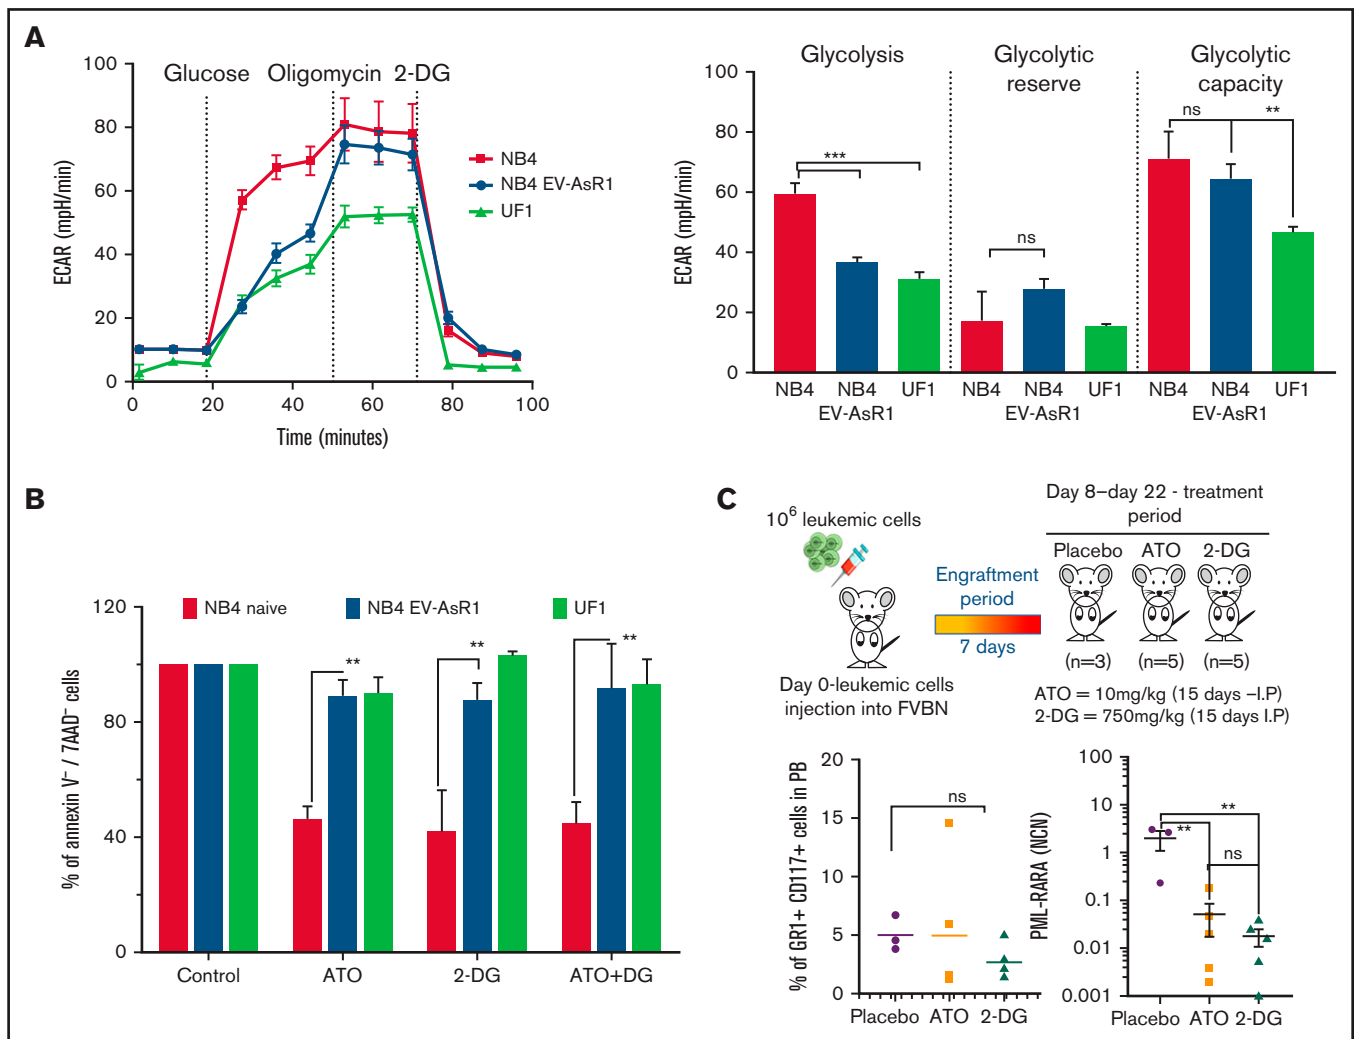 A
Glucose Oligomycin 2-DG
100
80
60
40
20
0
ECAR (mpH/min)
0 20 40 60 80 100
Time (minutes)
NB4
NB4 EV-AsR1
UF1
Glycolysis
Glycolytic
reserve
Glycolytic
capacity
100
80
60
40
20
0
ECAR (mpH/min)
***
ns
ns
**
NB4 NB4 UF1 NB4 NB4 UF1 NB4 NB4 UF1
EV-AsR1 EV-AsR1 EV-AsR1
B
NB4 naive NB4 EV-AsR1 UF1
120
80
40
0
% of annexin V⁻ / 7AAD⁻ cells
**
**
**
Control ATO 2-DG ATO+DG
C
10⁶ leukemic cells
Day 0-leukemic cells
injection into FVBN
Engraftment
period
7 days
Day 8–day 22 - treatment
period
Placebo ATO 2-DG
(n=3) (n=5) (n=5)
ATO = 10mg/kg (15 days –I.P)
2-DG = 750mg/kg (15 days I.P)
20
15
10
5
0
% of GR1+ CD117+ cells in PB
ns
Placebo ATO 2-DG
100
10
1
0.1
0.01
0.001
PML-RARA (NCN)
**
**
ns
Placebo ATO 2-DG